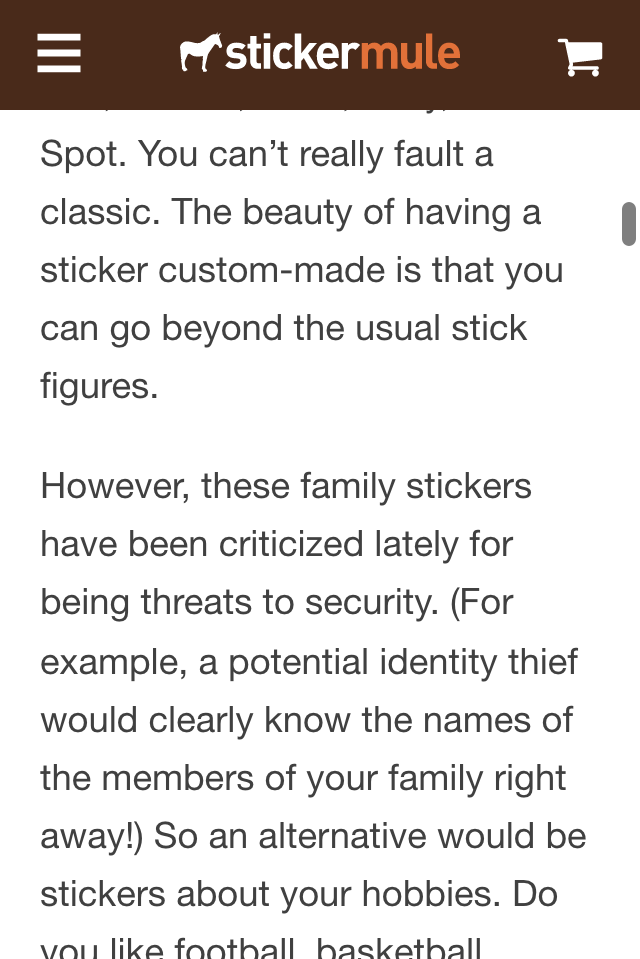 stickermule
Spot. You can’t really fault a
classic. The beauty of having a
sticker custom-made is that you
can go beyond the usual stick
figures.
However, these family stickers
have been criticized lately for
being threats to security. (For
example, a potential identity thief
would clearly know the names of
the members of your family right
away!) So an alternative would be
stickers about your hobbies. Do
you like football, basketball,